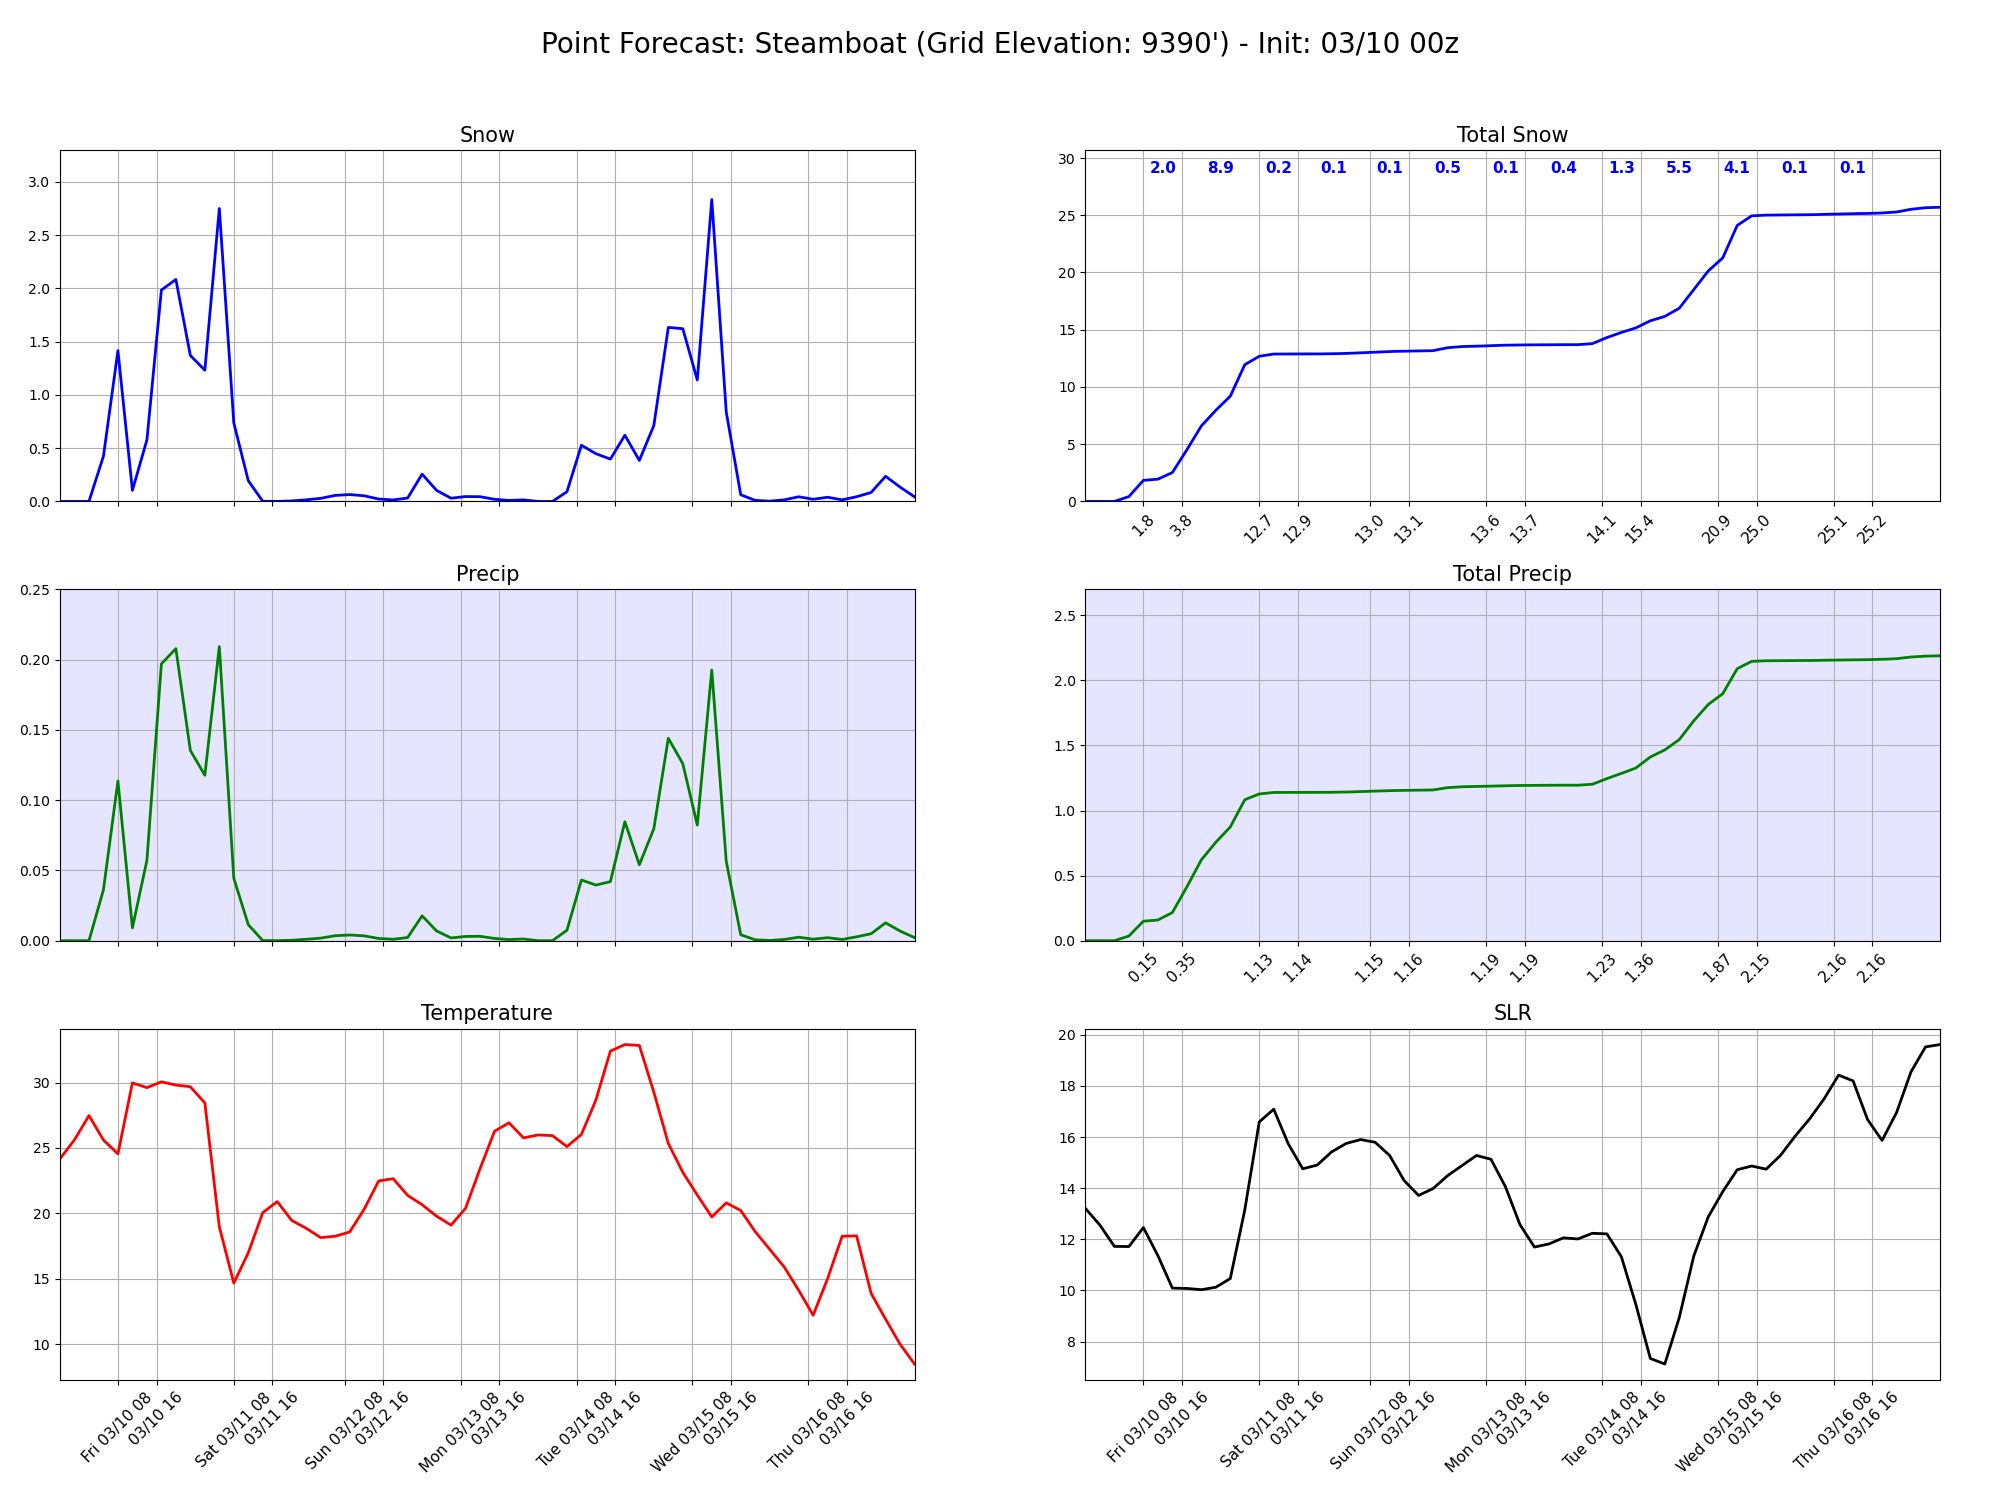 Point Forecast: Steamboat (Grid Elevation: 9390') - Init: 03/10 00z
Snow
3.0
2.5
2.0
1.5
1.0
0.5
0.0
Total Snow
2.0 8.9 0.2 0.1 0.1 0.5 0.1 0.4 1.3 5.5 4.1 0.1 0.1
30
25
20
15
10
5
0
1.8 3.8 12.7 12.9 13.0 13.1 13.6 13.7 14.1 15.4 20.9 25.0 25.1 25.2
Precip
0.25
0.20
0.15
0.10
0.05
0.00
Total Precip
2.5
2.0
1.5
1.0
0.5
0.0
0.15 0.35 1.13 1.14 1.15 1.16 1.19 1.19 1.23 1.36 1.87 2.15 2.16 2.16
Temperature
30
25
20
15
10
Fri 03/10 08
03/10 16
Sat 03/11 08
03/11 16
Sun 03/12 08
03/12 16
Mon 03/13 08
03/13 16
Tue 03/14 08
03/14 16
Wed 03/15 08
03/15 16
Thu 03/16 08
03/16 16
SLR
20
18
16
14
12
10
8
Fri 03/10 08
03/10 16
Sat 03/11 08
03/11 16
Sun 03/12 08
03/12 16
Mon 03/13 08
03/13 16
Tue 03/14 08
03/14 16
Wed 03/15 08
03/15 16
Thu 03/16 08
03/16 16